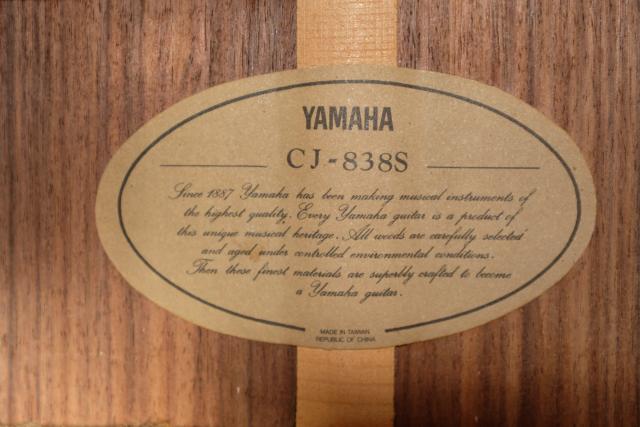 YAMAHA
CJ-838S
Since 1887 Yamaha has been making musical instruments of
the highest quality. Every Yamaha guitar is a product of
this unique musical heritage. All woods are carefully selected
and aged under controlled environmental conditions.
Then these finest materials are superbly crafted to become
a Yamaha guitar.
MADE IN TAIWAN
REPUBLIC OF CHINA